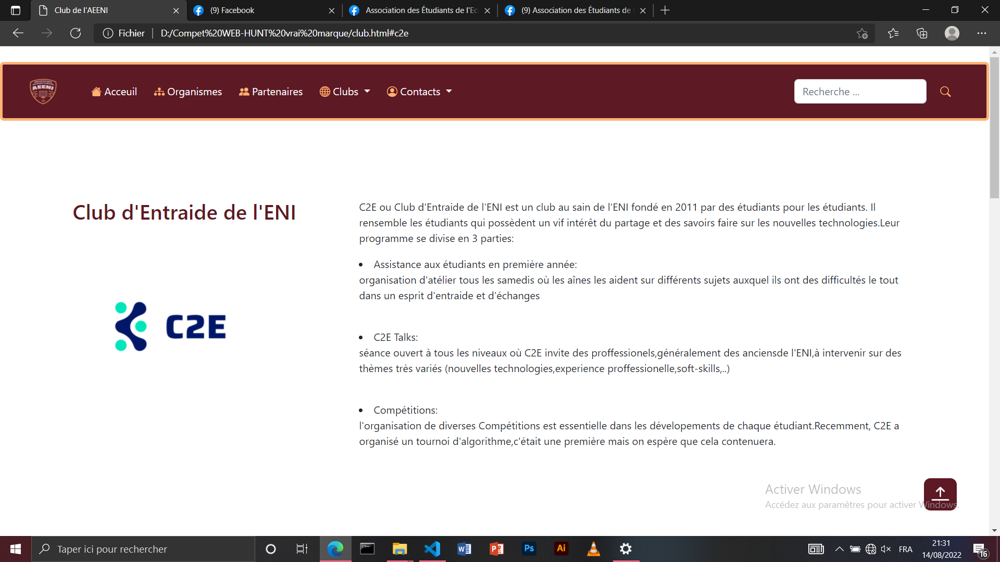 Club de l'AEENI
(9) Facebook
Association des Étudiants de l'Ec
(9) Association des Étudiants de l
Fichier
D:/Compet%20WEB-HUNT%20vrai%20marque/club.html#c2e
AEENI
Acceuil
Organismes
Partenaires
Clubs
Contacts
Recherche ...
Club d'Entraide de l'ENI
C2E
C2E ou Club d'Entraide de l'ENI est un club au sain de l'ENI fondé en 2011 par des étudiants pour les étudiants. Il
rensemble les étudiants qui possèdent un vif intérêt du partage et des savoirs faire sur les nouvelles technologies.Leur
programme se divise en 3 parties:
• Assistance aux étudiants en première année:
organisation d'atélier tous les samedis où les aînes les aident sur différents sujets auxquel ils ont des difficultés le tout
dans un esprit d'entraide et d'échanges
• C2E Talks:
séance ouvert à tous les niveaux où C2E invite des proffessionels,généralement des anciensde l'ENI,à intervenir sur des
thèmes très variés (nouvelles technologies,experience proffessionelle,soft-skills,..)
• Compétitions:
l'organisation de diverses Compétitions est essentielle dans les dévelopements de chaque étudiant.Recemment, C2E a
organisé un tournoi d'algorithme,c'était une première mais on espère que cela contenuera.
Activer Windows
Accédez aux paramètres pour activer Windows.
Taper ici pour rechercher
Ps
Ai
FRA
21:31
14/08/2022
16